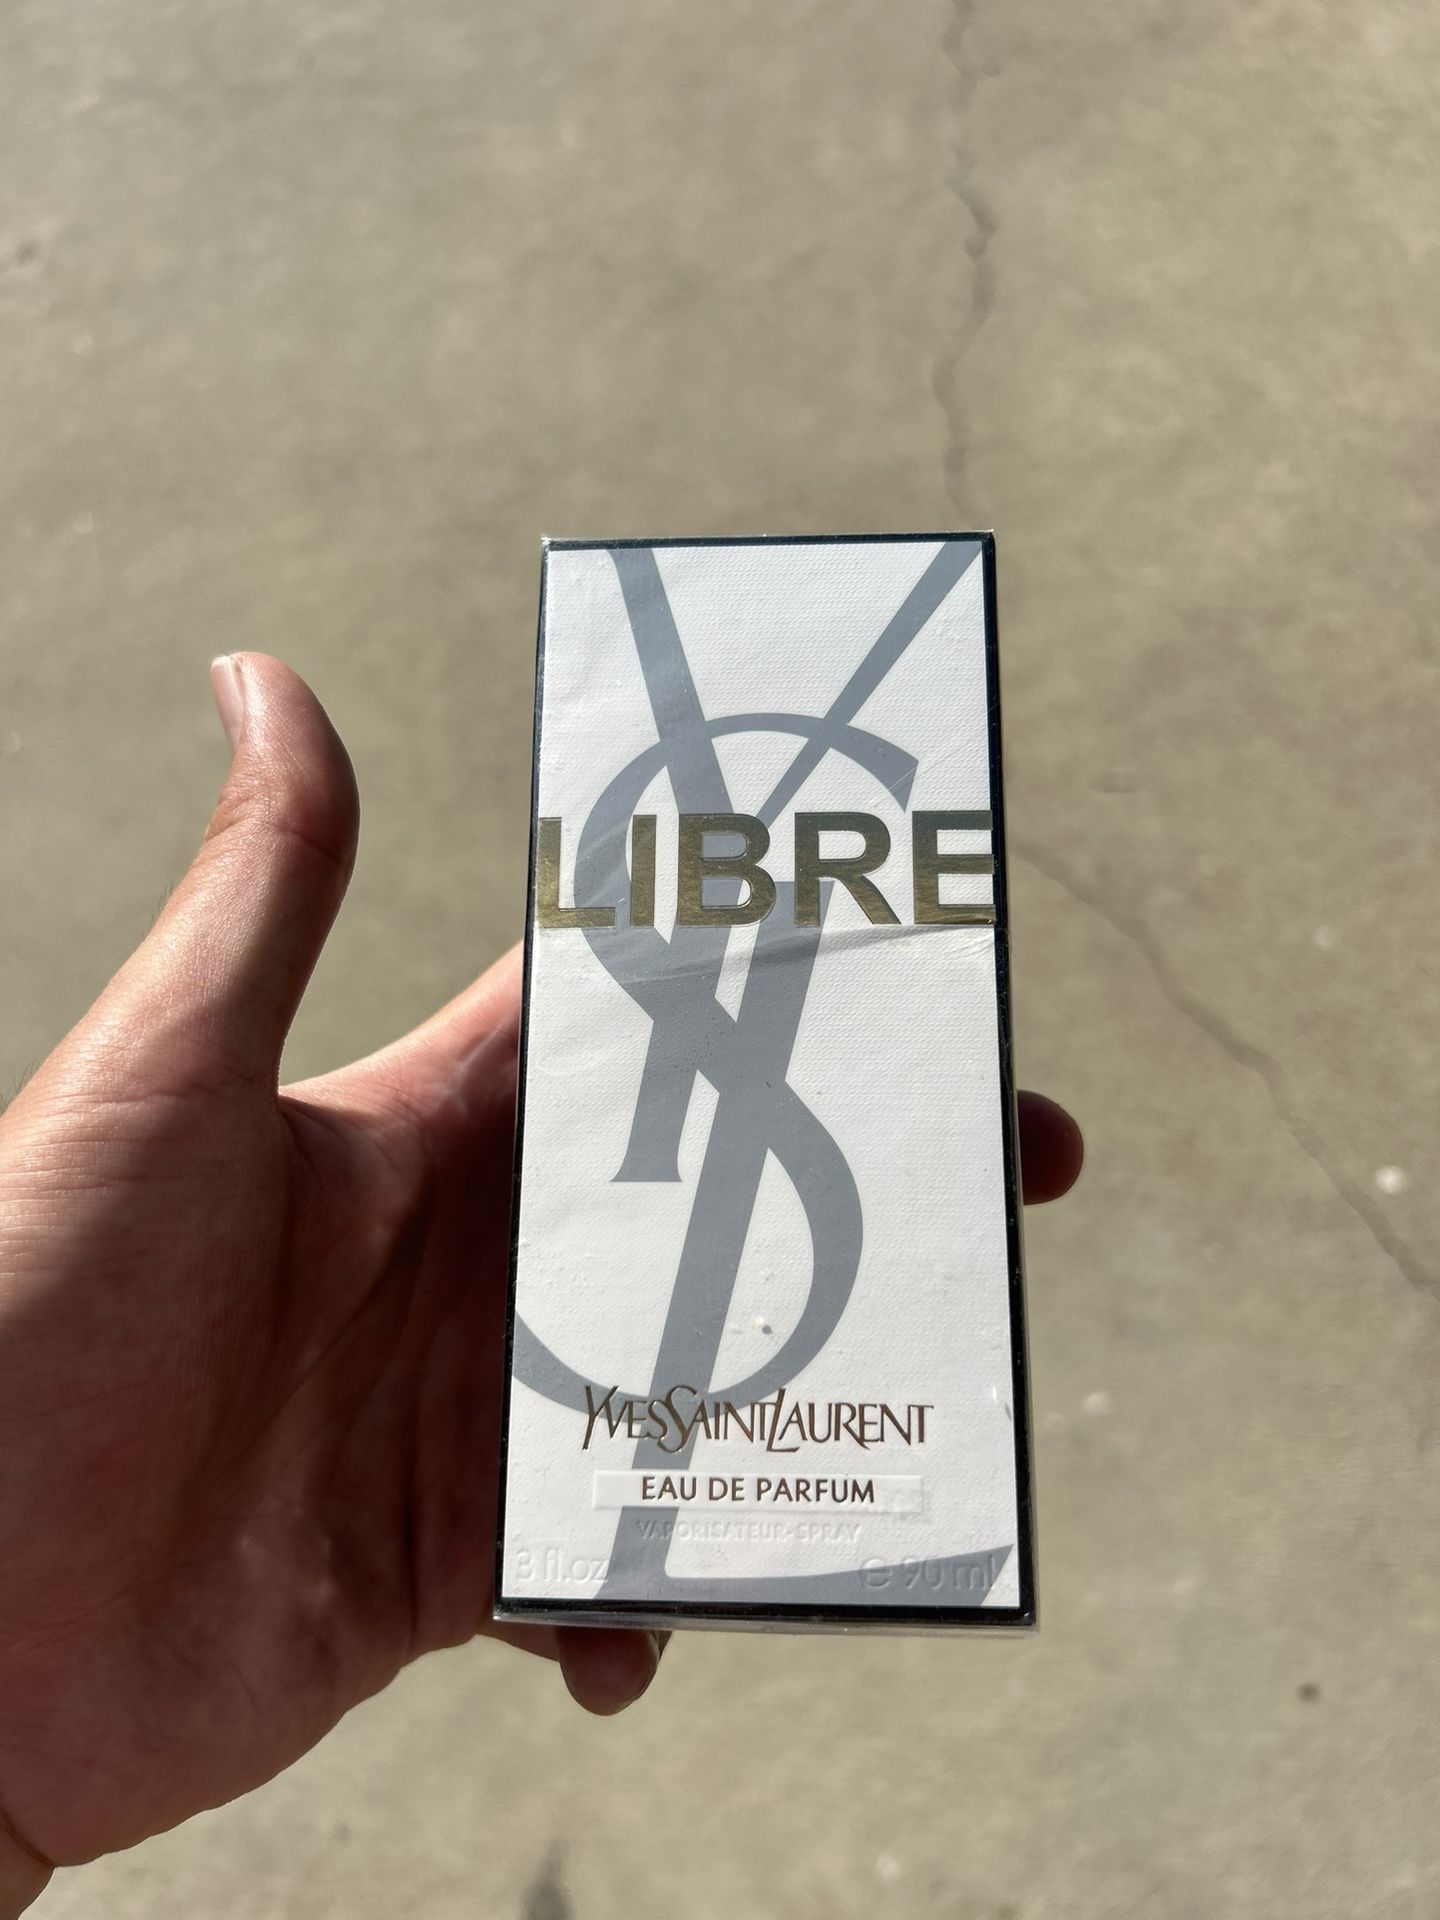 LIBRE
YVESSAINTLAURENT
EAU DE PARFUM
VAPORISATEUR-SPRAY
3 fl.oz e 90 ml